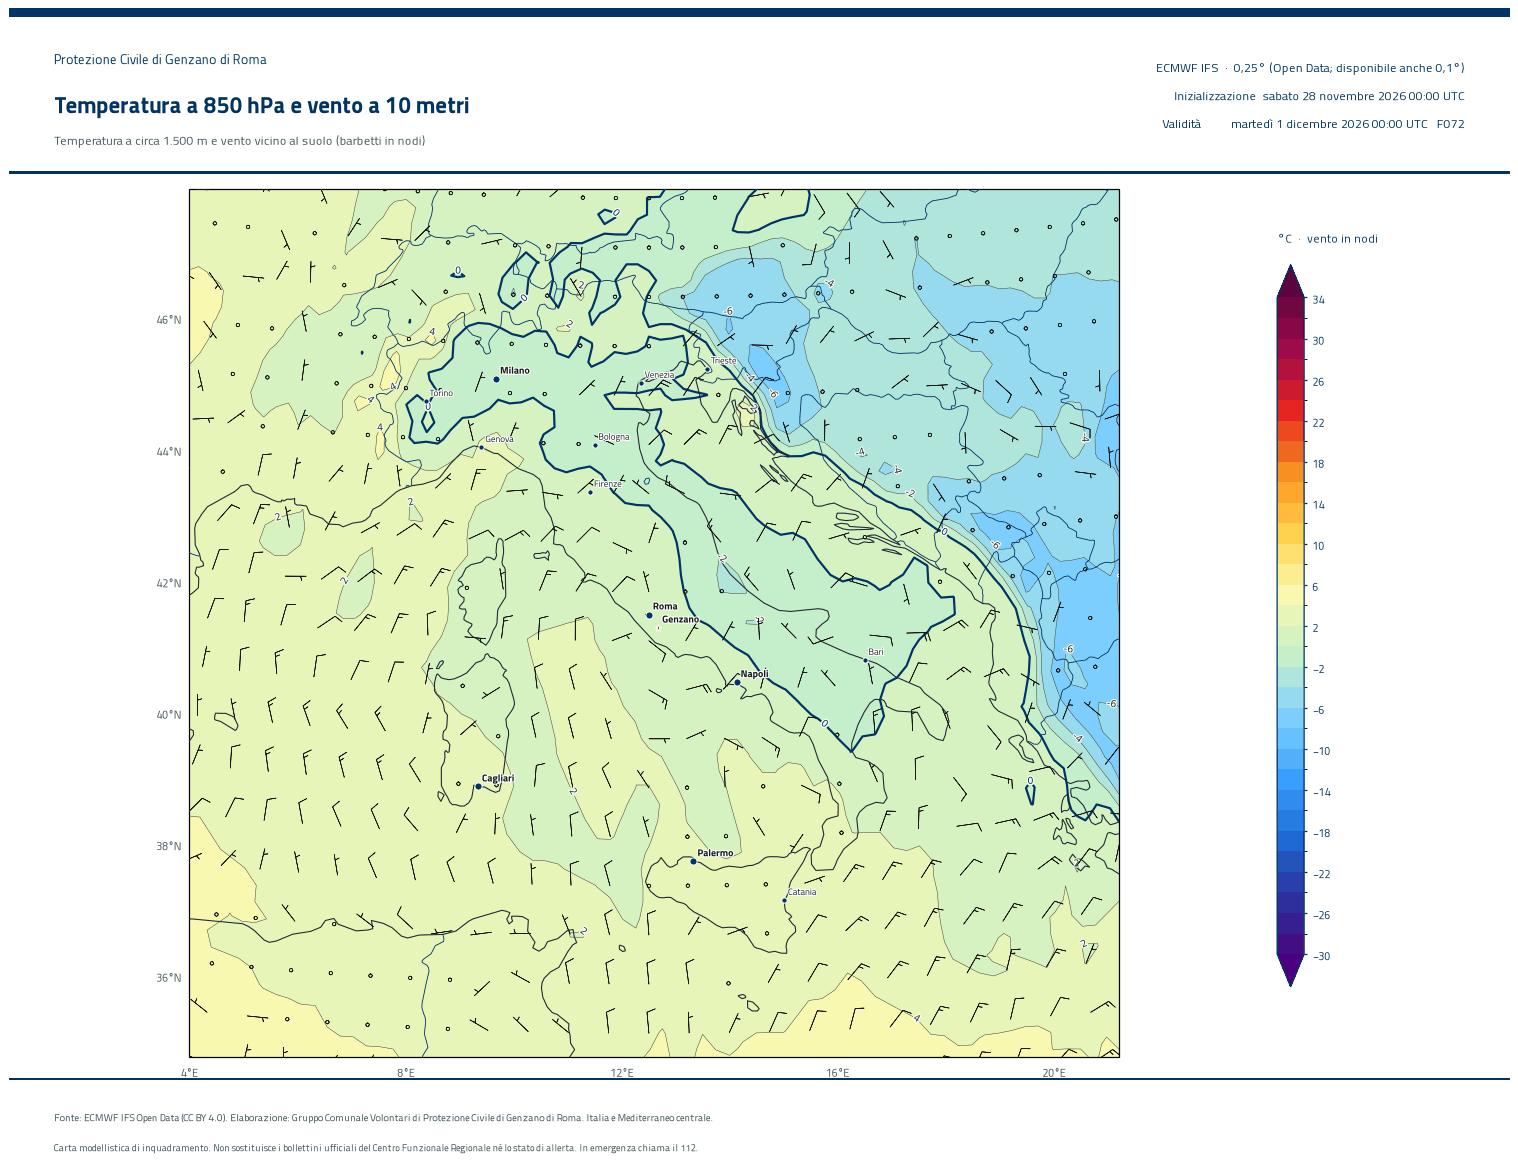 Protezione Civile di Genzano di Roma
Temperatura a 850 hPa e vento a 10 metri
Temperatura a circa 1.500 m e vento vicino al suolo (barbetti in nodi)
ECMWF IFS · 0,25° (Open Data; disponibile anche 0,1°)
Inizializzazione sabato 28 novembre 2026 00:00 UTC
Validità martedì 1 dicembre 2026 00:00 UTC F072
°C · vento in nodi
34
30
26
22
18
14
10
6
2
−2
−6
−10
−14
−18
−22
−26
−30
46°N
44°N
42°N
40°N
38°N
36°N
4°E
8°E
12°E
16°E
20°E
Milano
Torino
Venezia
Trieste
Genova
Bologna
Firenze
Roma
Genzano
Napoli
Bari
Cagliari
Palermo
Catania
Fonte: ECMWF IFS Open Data (CC BY 4.0). Elaborazione: Gruppo Comunale Volontari di Protezione Civile di Genzano di Roma. Italia e Mediterraneo centrale.
Carta modellistica di inquadramento. Non sostituisce i bollettini ufficiali del Centro Funzionale Regionale né lo stato di allerta. In emergenza chiama il 112.